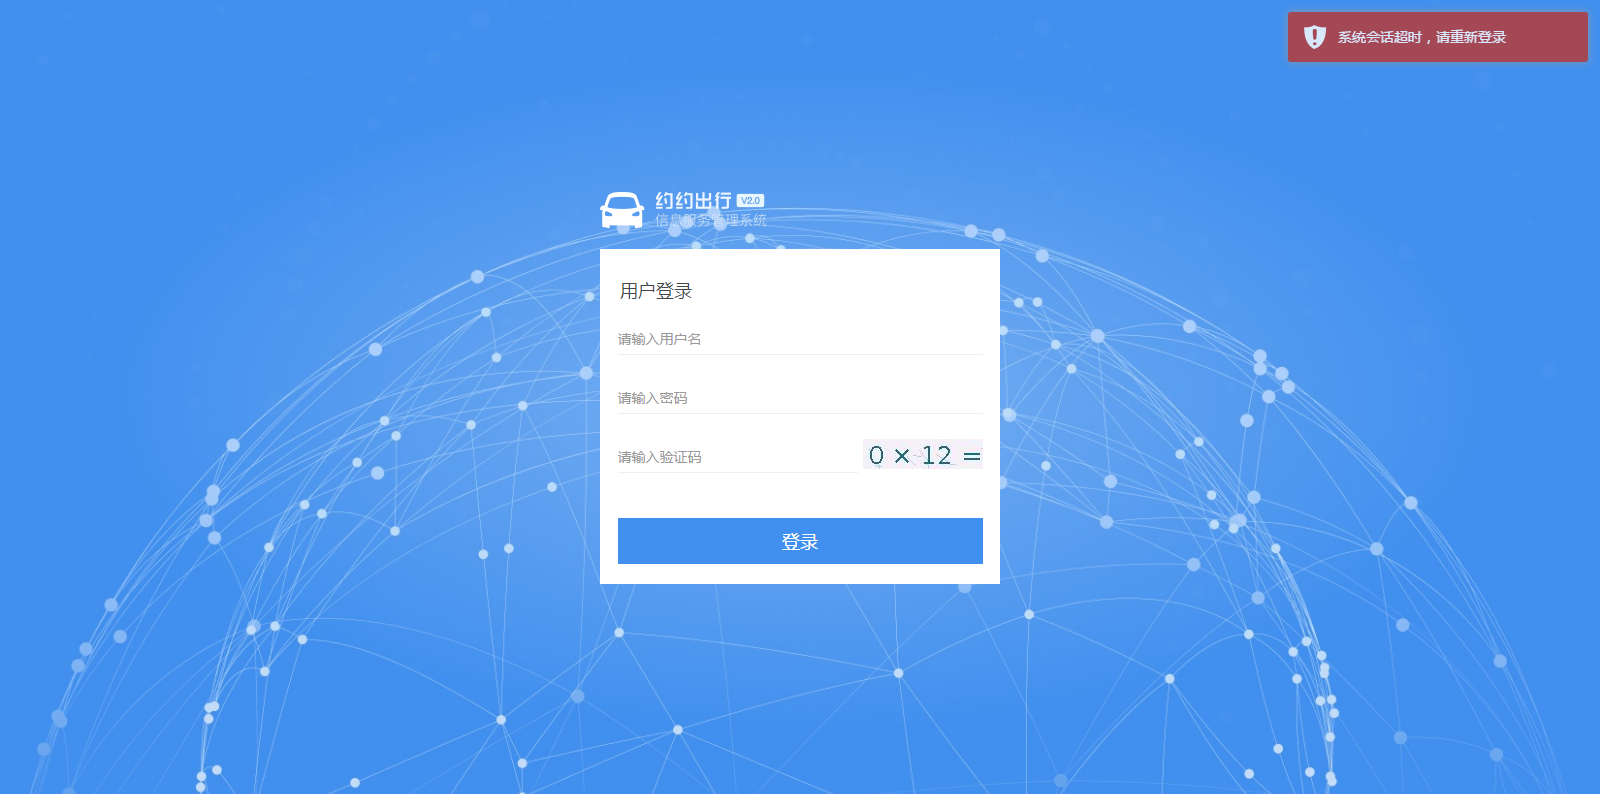 系统会话超时，请重新登录
约约出行 V2.0
信息服务管理系统
用户登录
请输入用户名
请输入密码
请输入验证码
0 × 12 =
登录